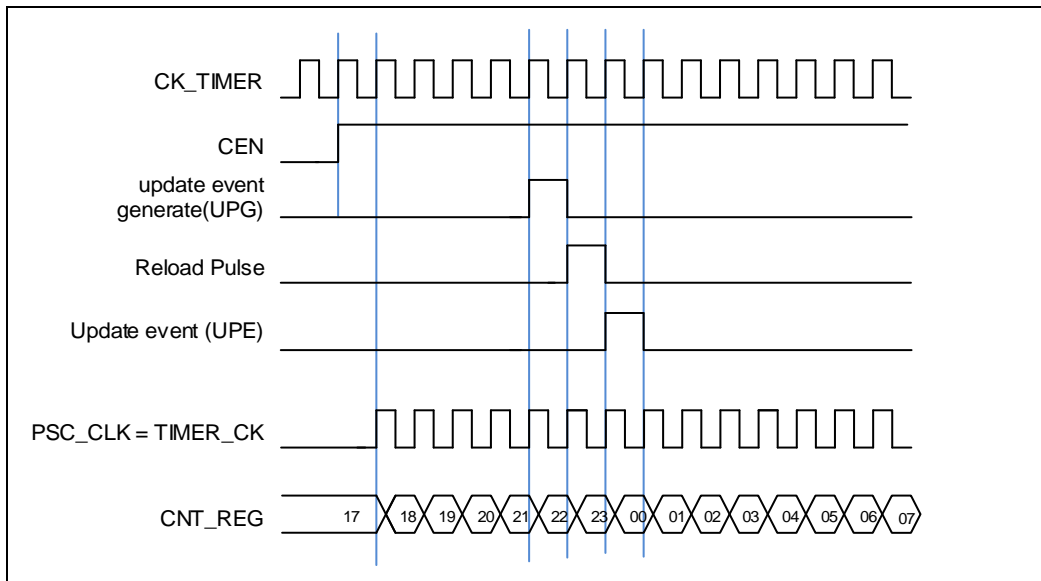 CK_TIMER
CEN
update event
generate(UPG)
Reload Pulse
Update event (UPE)
PSC_CLK = TIMER_CK
CNT_REG 17 18 19 20 21 22 23 00 01 02 03 04 05 06 07